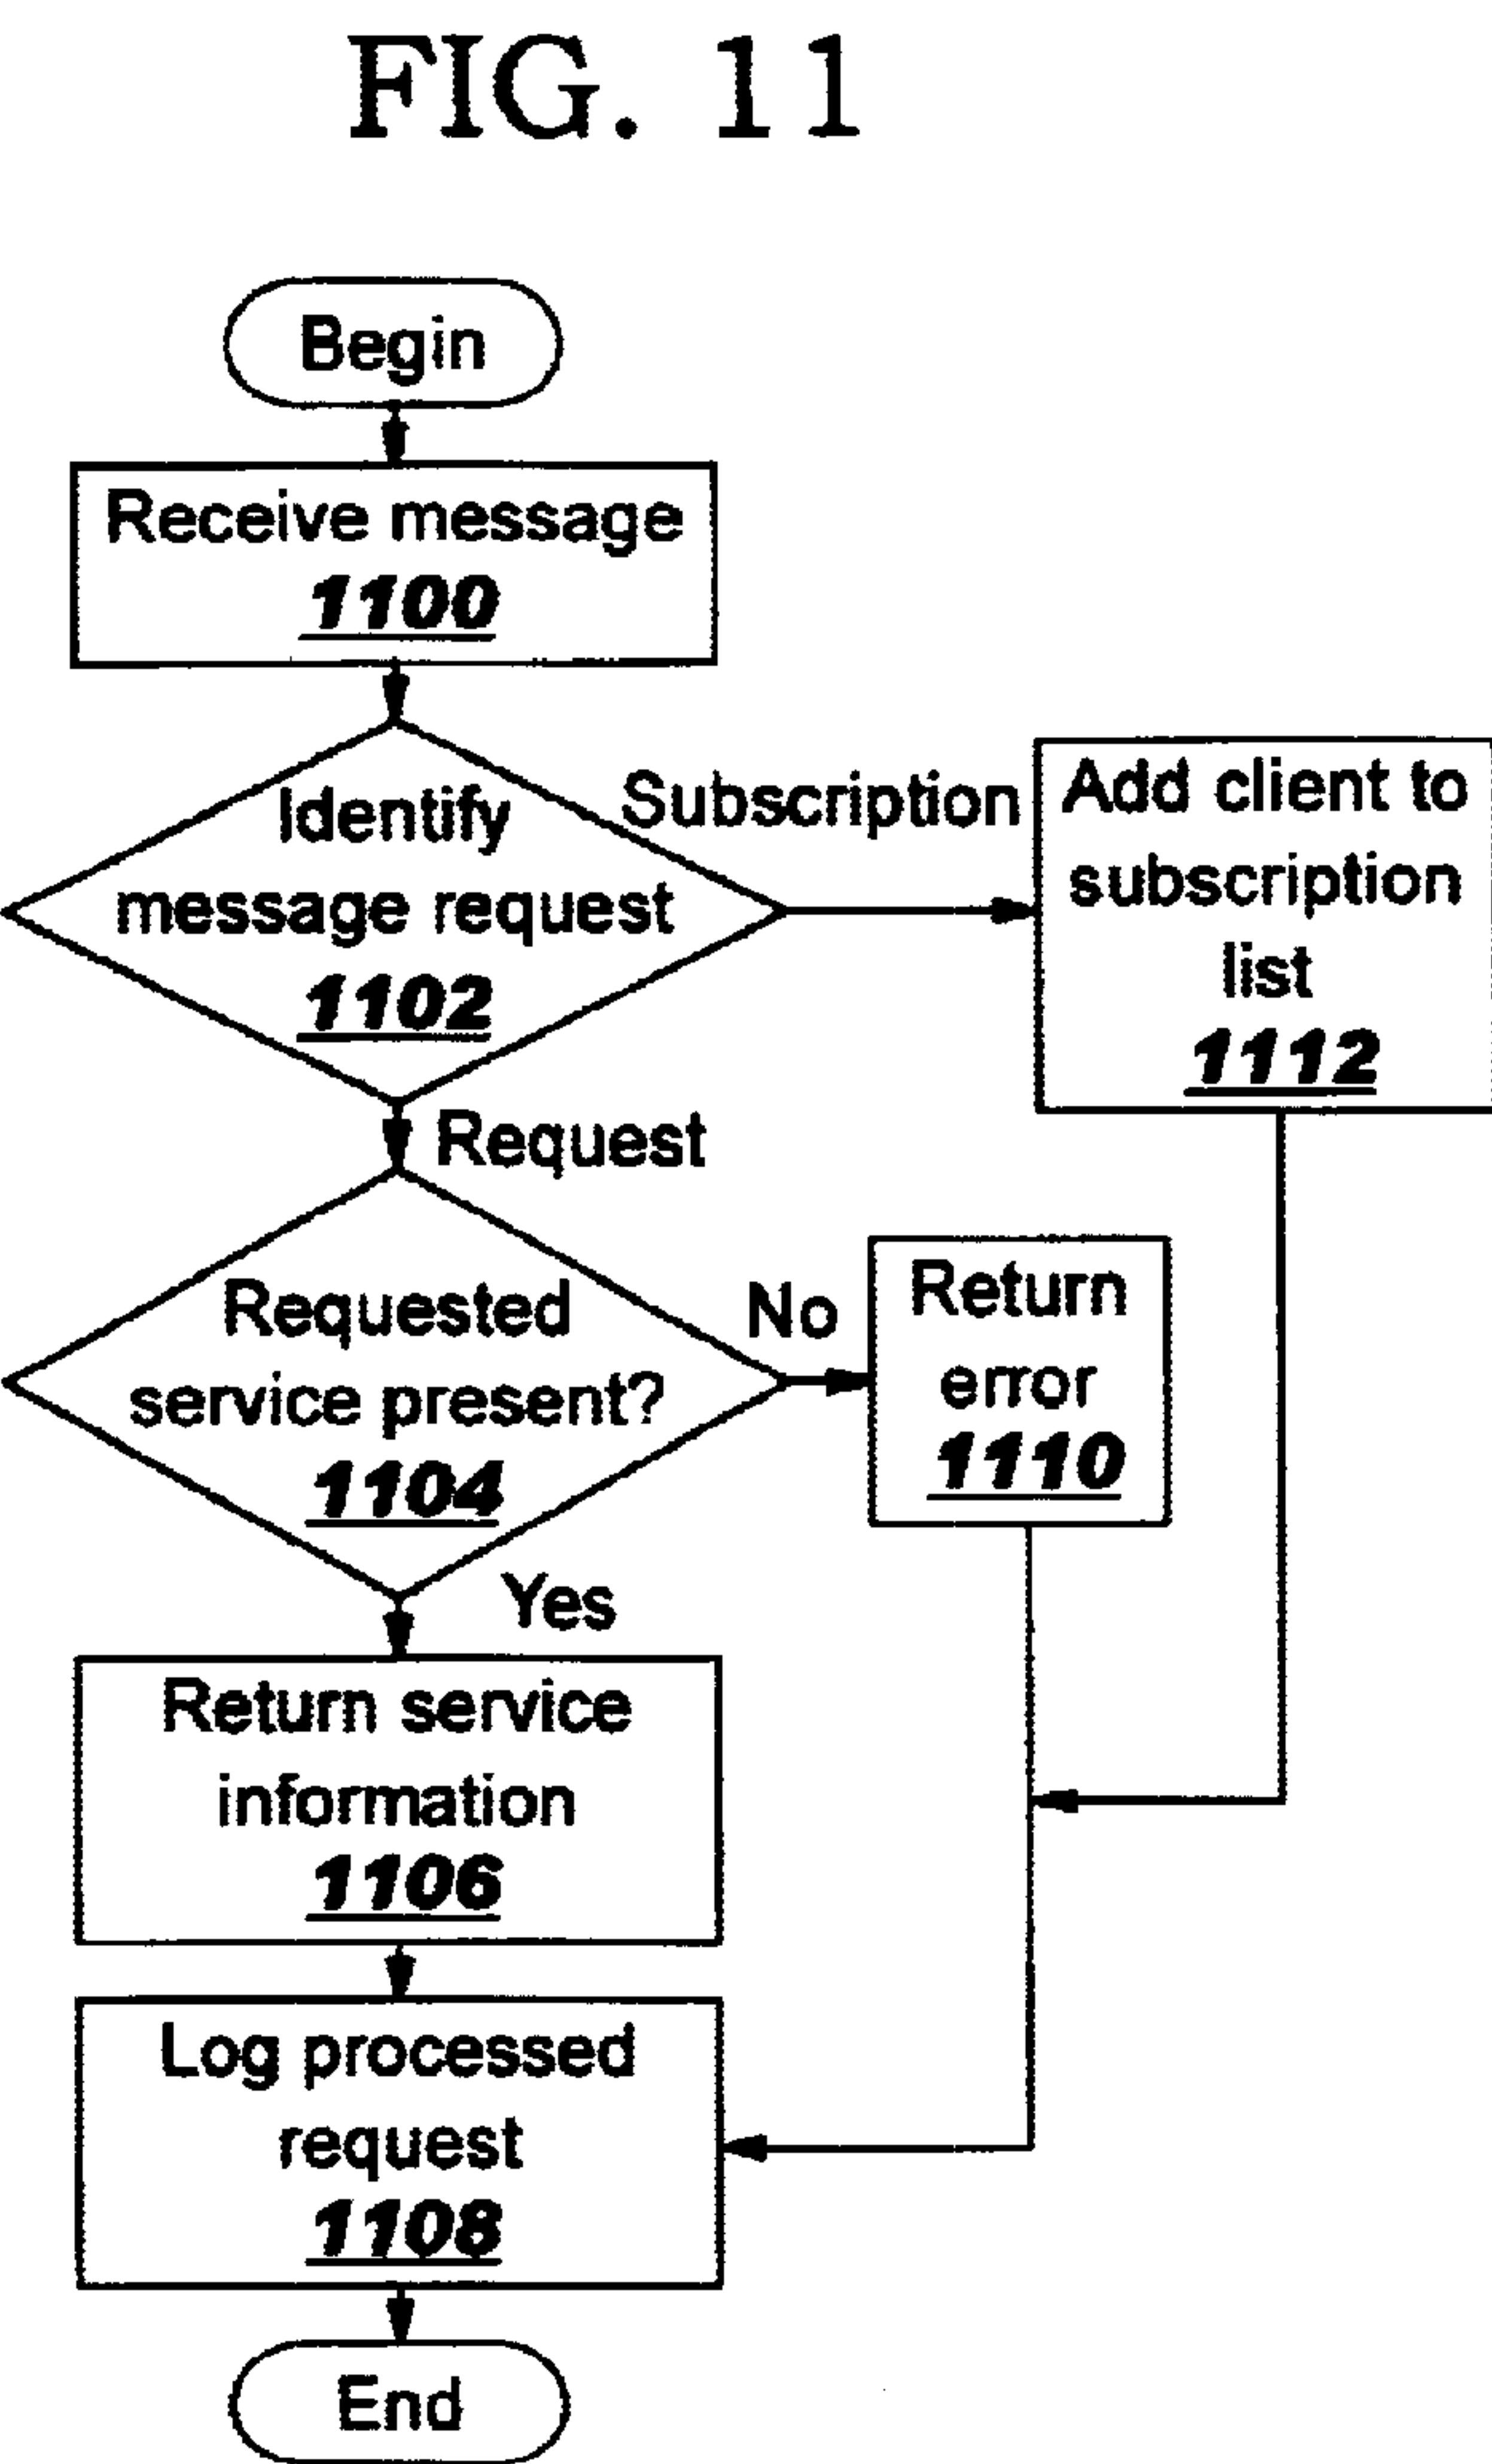 FIG. 11
Begin
Receive message
1100
Identify
message request
1102
Subscription
Add client to
subscription
list
1112
Request
Requested
service present?
1104
No
Return
error
1110
Yes
Return service
information
1106
Log processed
request
1108
End